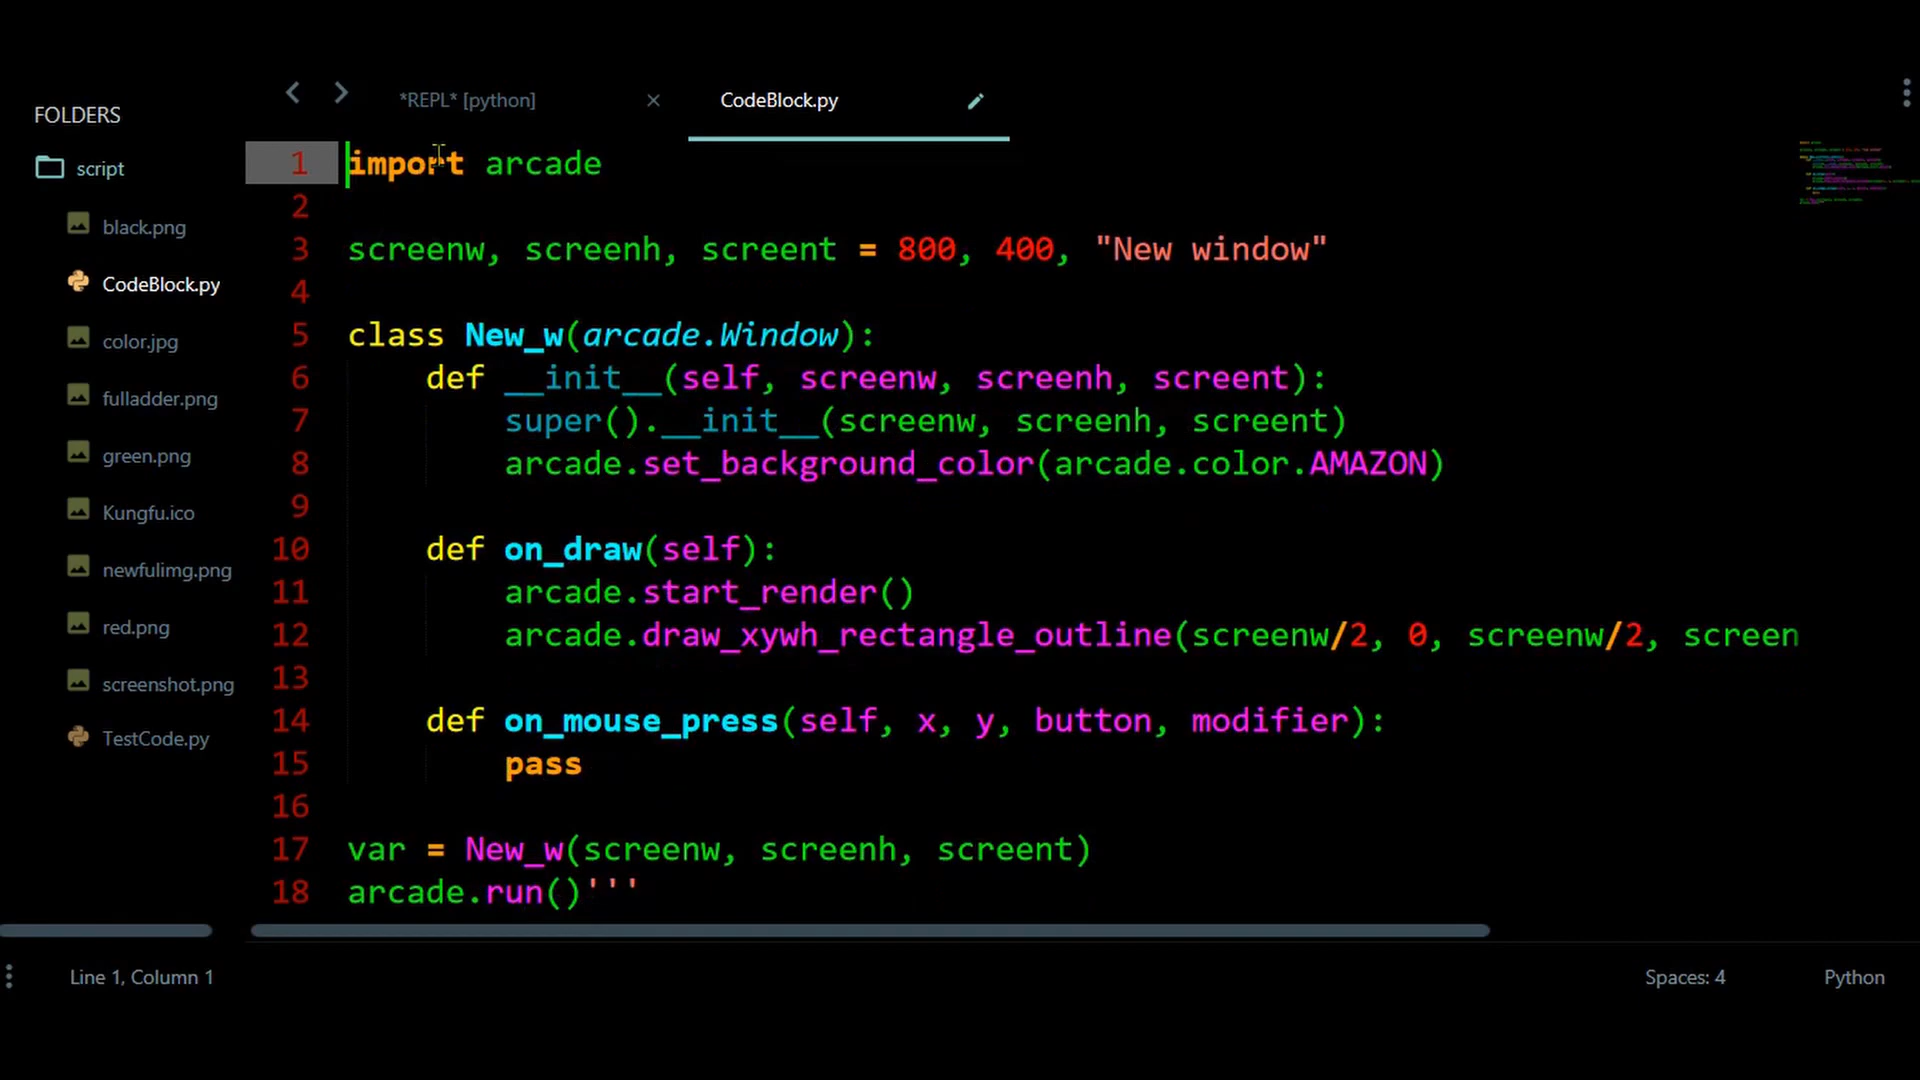 *REPL* [python]
CodeBlock.py
FOLDERS
script
black.png
CodeBlock.py
color.jpg
fulladder.png
green.png
Kungfu.ico
newfulimg.png
red.png
screenshot.png
TestCode.py
1 import arcade
2
3 screenw, screenh, screent = 800, 400, "New window"
4
5 class New_w(arcade.Window):
6 def __init__(self, screenw, screenh, screent):
7 super().__init__(screenw, screenh, screent)
8 arcade.set_background_color(arcade.color.AMAZON)
9
10 def on_draw(self):
11 arcade.start_render()
12 arcade.draw_xywh_rectangle_outline(screenw/2, 0, screenw/2, screen
13
14 def on_mouse_press(self, x, y, button, modifier):
15 pass
16
17 var = New_w(screenw, screenh, screent)
18 arcade.run()'''
Line 1, Column 1
Spaces: 4
Python